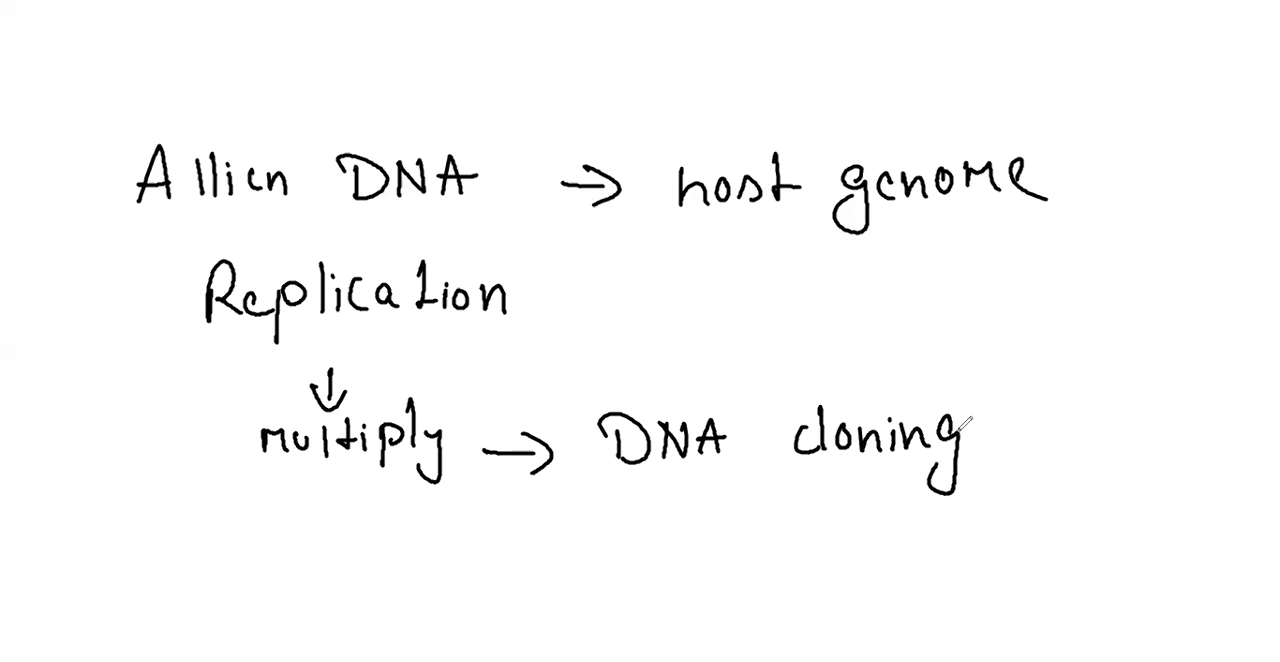 Allien DNA → host genome
Replication
↓
multiply → DNA cloning